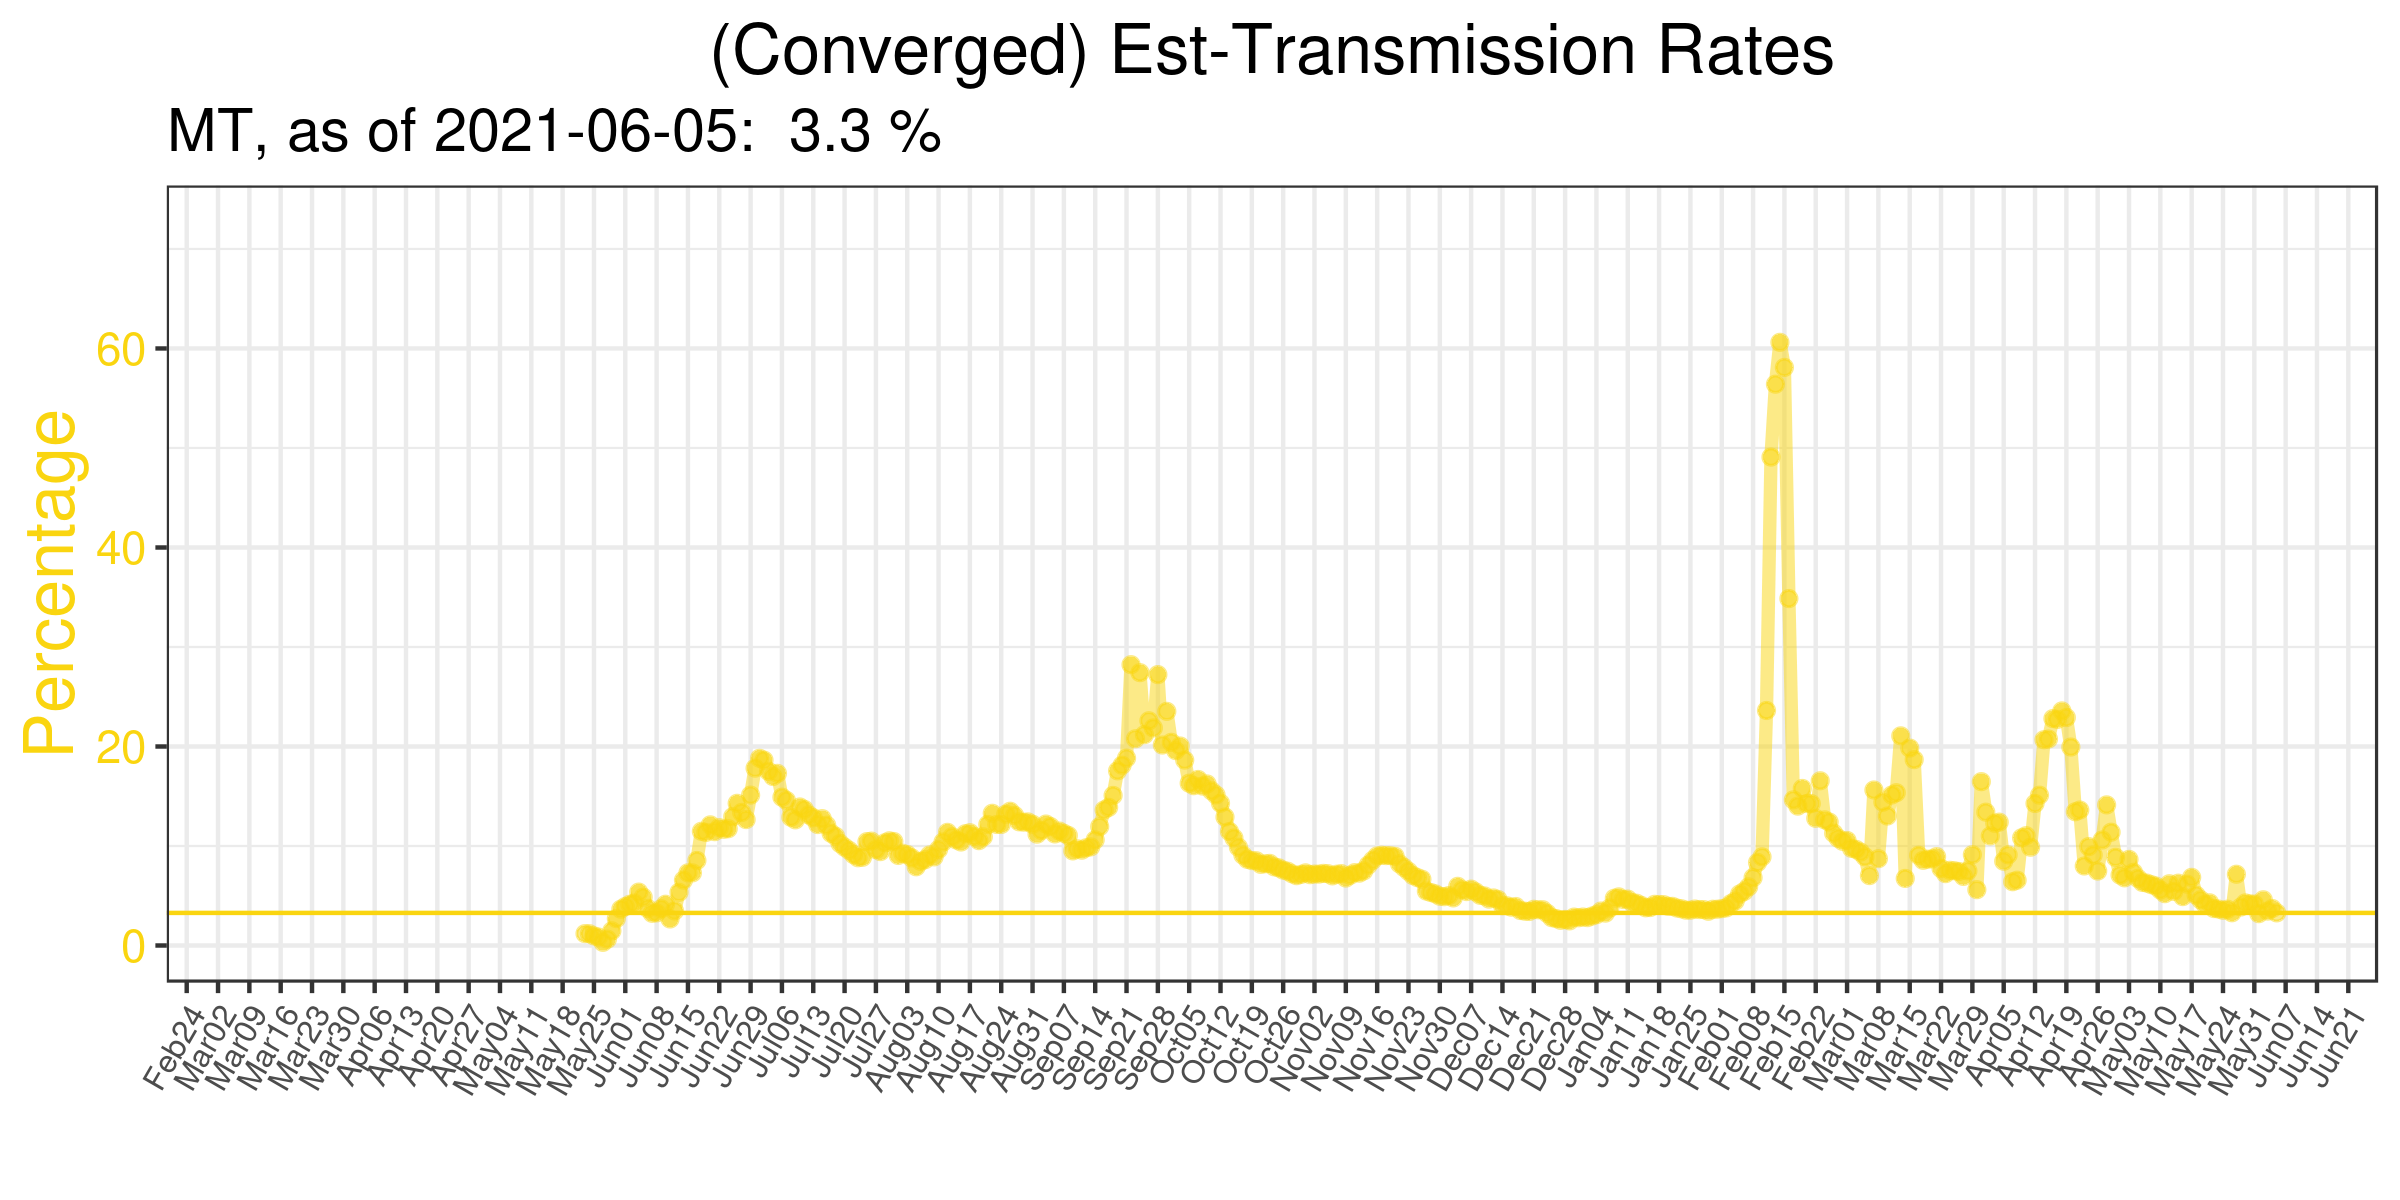 (Converged) Est-Transmission Rates
MT, as of 2021-06-05: 3.3 %
Percentage
60
40
20
0
Feb24
Mar02
Mar09
Mar16
Mar23
Mar30
Apr06
Apr13
Apr20
Apr27
May04
May11
May18
May25
Jun01
Jun08
Jun15
Jun22
Jun29
Jul06
Jul13
Jul20
Jul27
Aug03
Aug10
Aug17
Aug24
Aug31
Sep07
Sep14
Sep21
Sep28
Oct05
Oct12
Oct19
Oct26
Nov02
Nov09
Nov16
Nov23
Nov30
Dec07
Dec14
Dec21
Dec28
Jan04
Jan11
Jan18
Jan25
Feb01
Feb08
Feb15
Feb22
Mar01
Mar08
Mar15
Mar22
Mar29
Apr05
Apr12
Apr19
Apr26
May03
May10
May17
May24
May31
Jun07
Jun14
Jun21